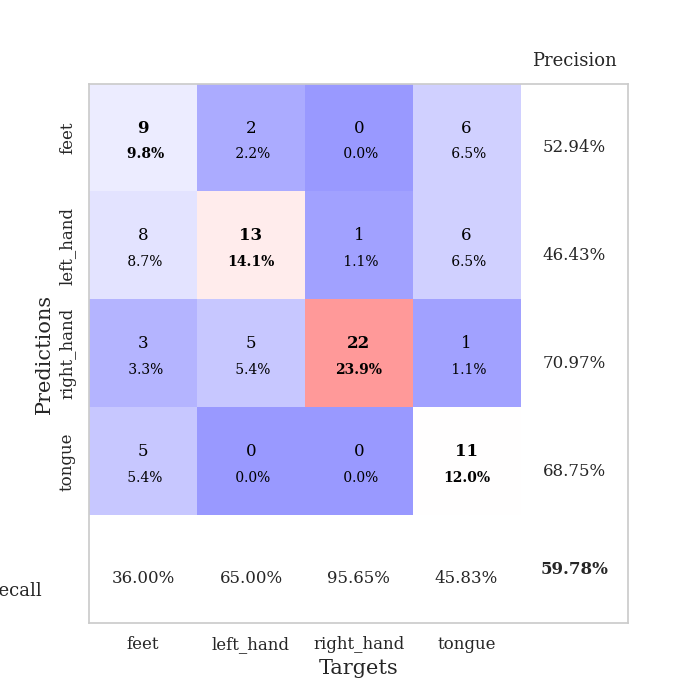 Precision
feet
9 2 0 6 52.94%
9.8% 2.2% 0.0% 6.5%
left_hand
8 13 1 6 46.43%
8.7% 14.1% 1.1% 6.5%
Predictions
right_hand
3 5 22 1 70.97%
3.3% 5.4% 23.9% 1.1%
tongue
5 0 0 11 68.75%
5.4% 0.0% 0.0% 12.0%
ecall
36.00% 65.00% 95.65% 45.83% 59.78%
feet left_hand right_hand tongue
Targets